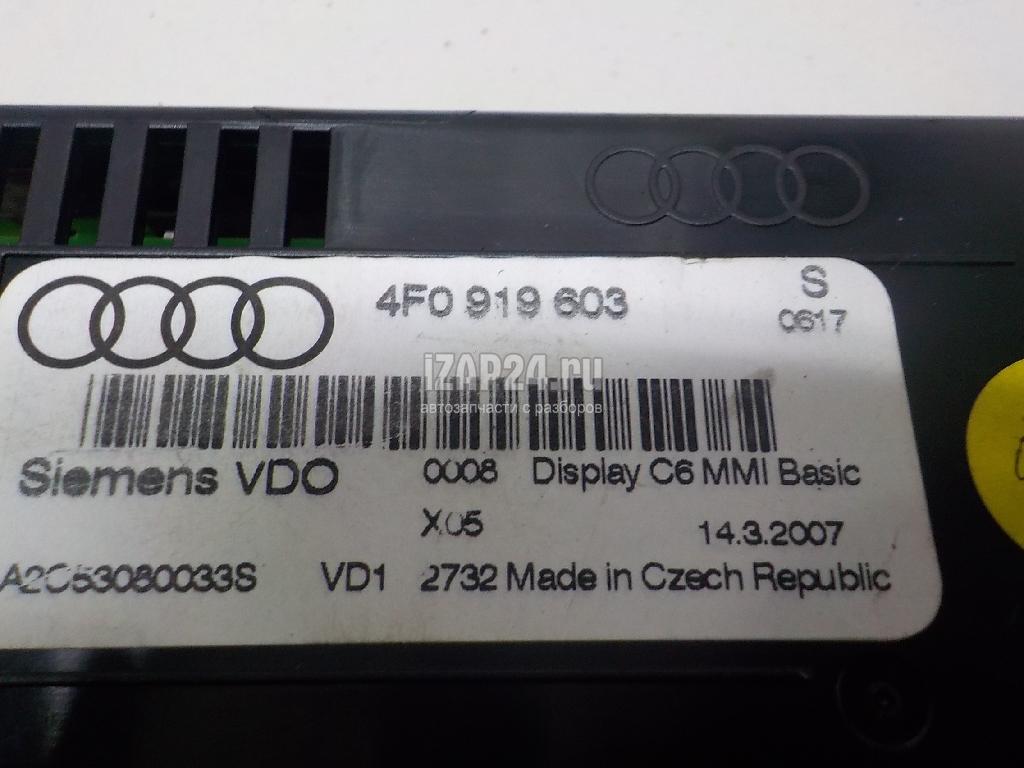 4F0 919 603
S
0617
iZAP24.ru
автозапчасти с разборов
Siemens VDO 0008 Display C6 MMI Basic
X05 14.3.2007
A2C53080033S VD1 2732 Made in Czech Republic